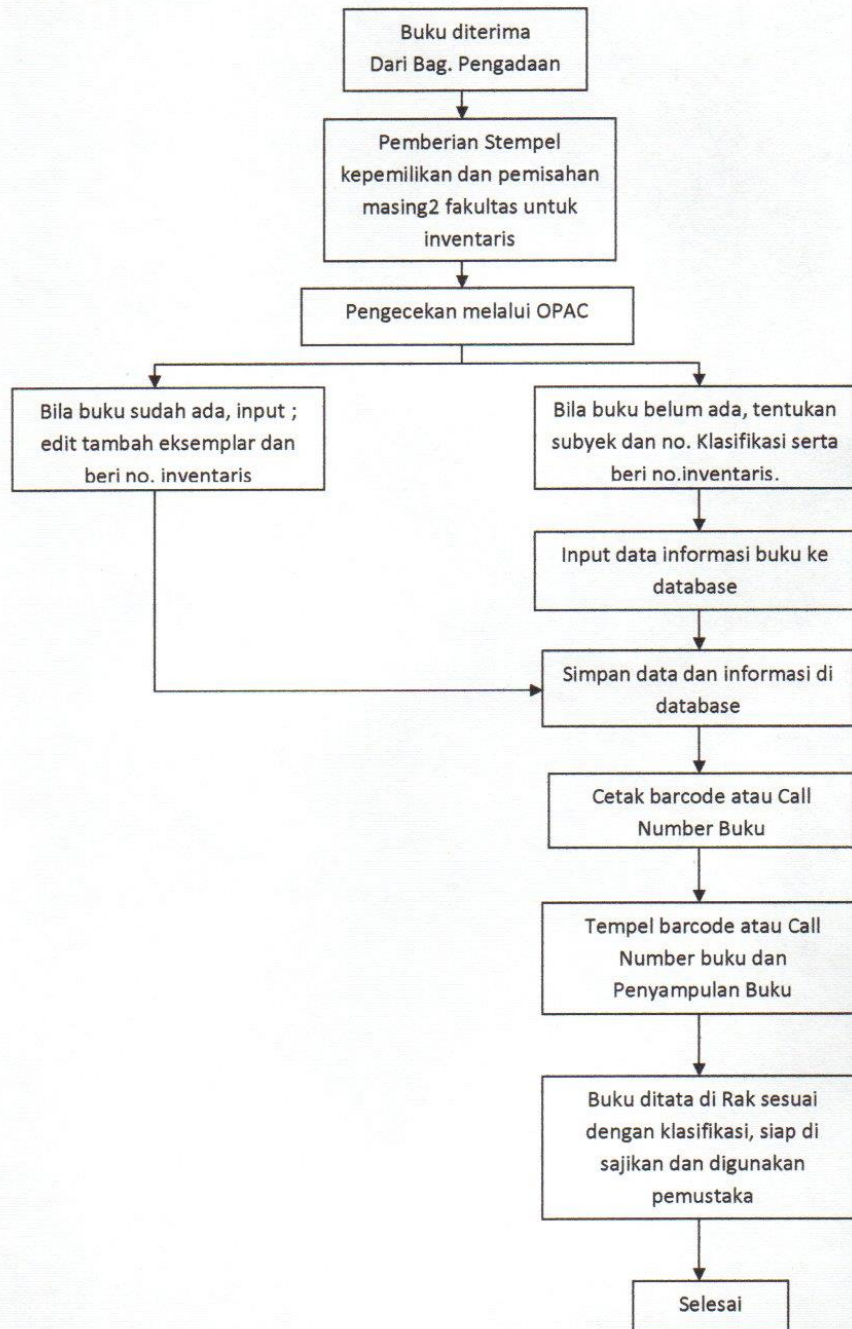 Buku diterima
Dari Bag. Pengadaan
Pemberian Stempel
kepemilikan dan pemisahan
masing2 fakultas untuk
inventaris
Pengecekan melalui OPAC
Bila buku sudah ada, input ;
edit tambah eksemplar dan
beri no. inventaris
Bila buku belum ada, tentukan
subyek dan no. Klasifikasi serta
beri no.inventaris.
Input data informasi buku ke
database
Simpan data dan informasi di
database
Cetak barcode atau Call
Number Buku
Tempel barcode atau Call
Number buku dan
Penyampulan Buku
Buku ditata di Rak sesuai
dengan klasifikasi, siap di
sajikan dan digunakan
pemustaka
Selesai